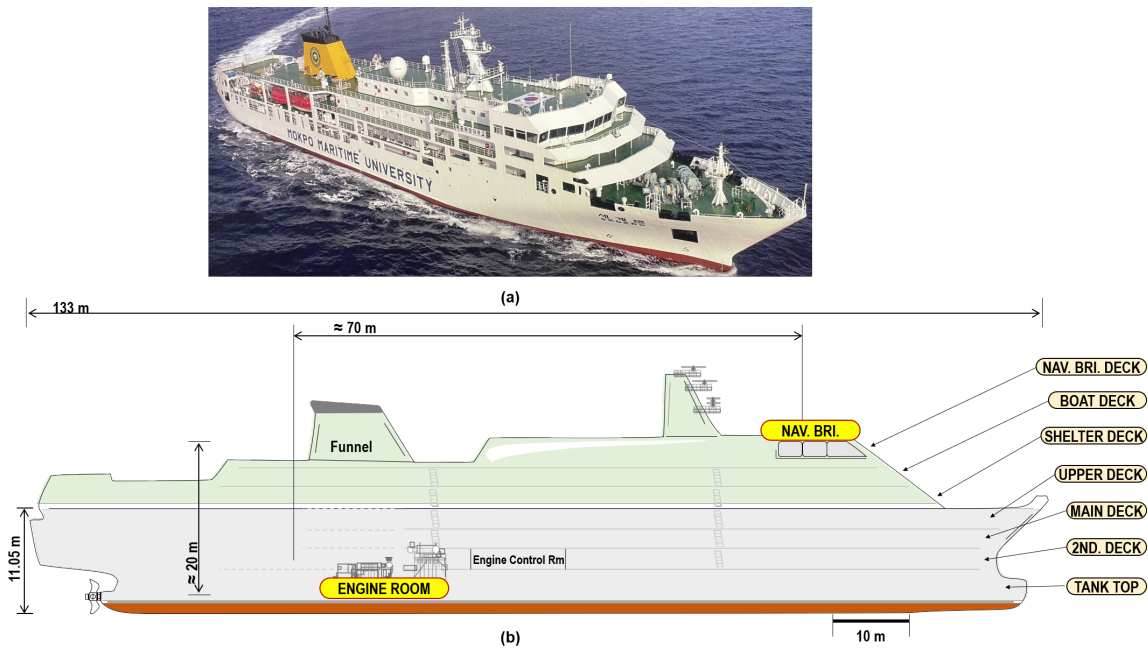 MOKPO MARITIME UNIVERSITY
(a)
133 m
≈ 70 m
NAV. BRI. DECK
BOAT DECK
NAV. BRI.
SHELTER DECK
Funnel
UPPER DECK
MAIN DECK
11.05 m
≈ 20 m
2ND. DECK
Engine Control Rm
ENGINE ROOM
TANK TOP
(b)
10 m